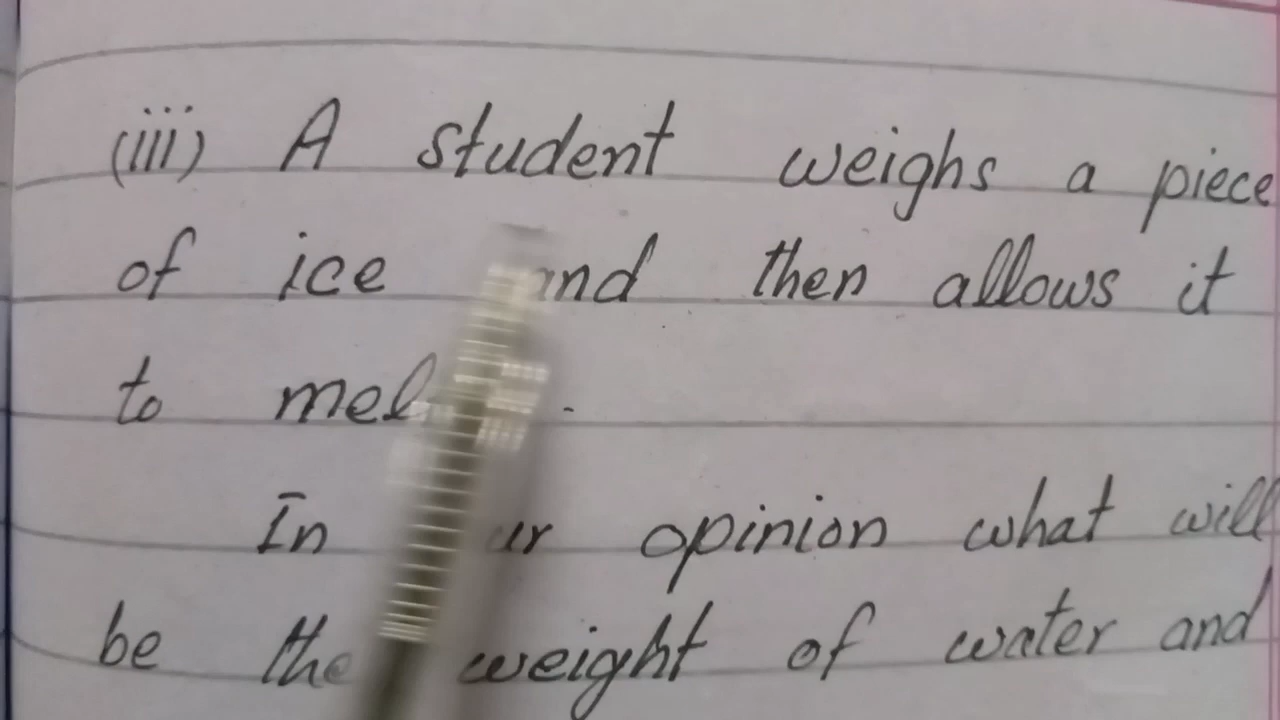 (iii) A student weighs a piece
of ice and then allows it
to .
In opinion what will
be the weight of water and